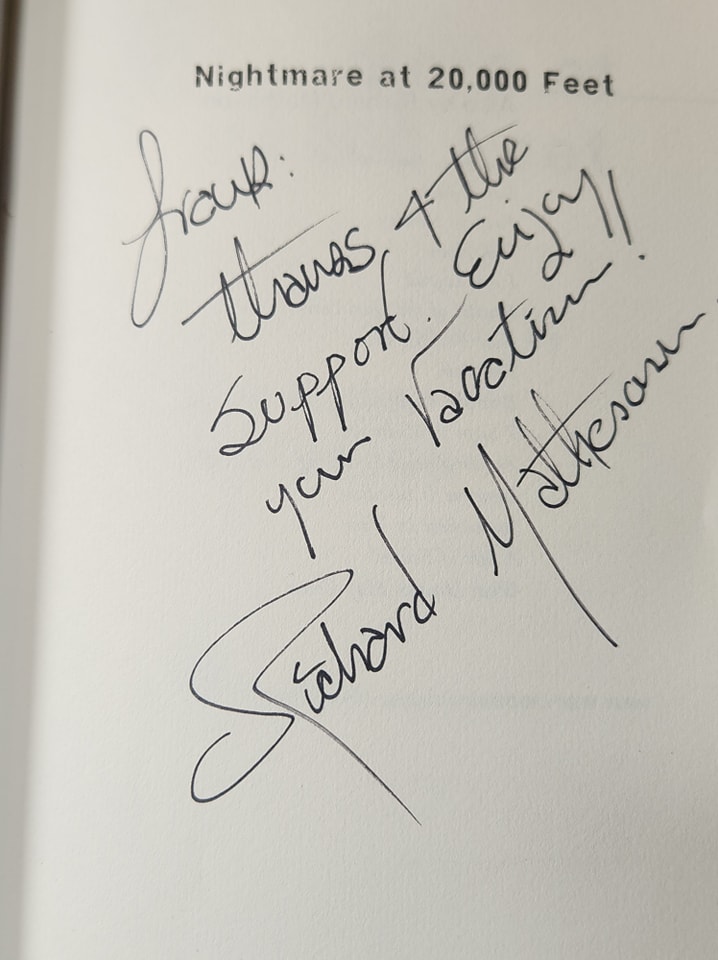 Nightmare at 20,000 Feet
Frank:
Thanks 4 the
support. Enjoy
your Vacation!!
Richard Matheson